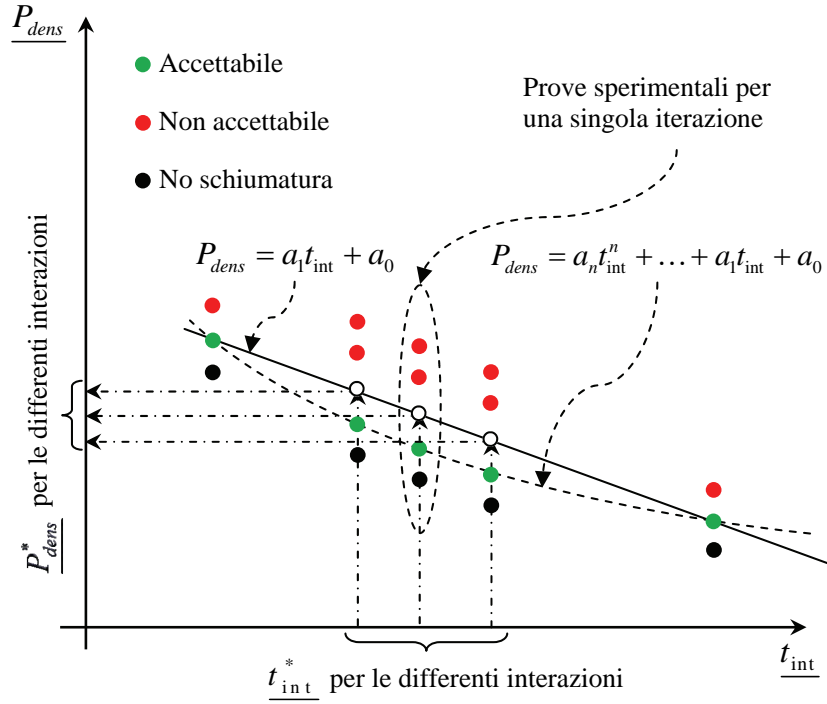 P_dens
Accettabile
Non accettabile
No schiumatura
Prove sperimentali per
una singola iterazione
P_dens = a_1 t_int + a_0
P_dens = a_n t_int^n + … + a_1 t_int + a_0
P*_dens per le differenti interazioni
t_int
t*_int per le differenti interazioni